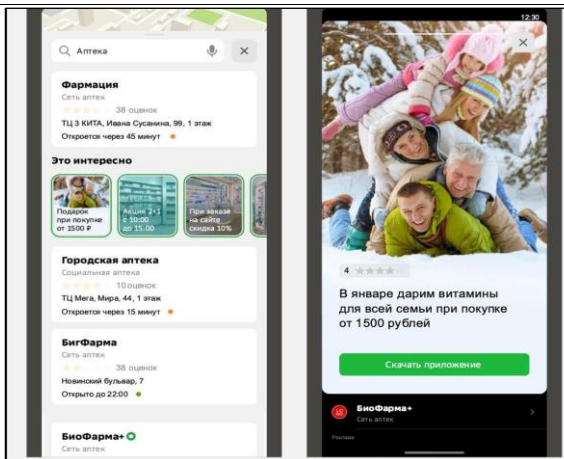 Аптека
Фармация
Сеть аптек
38 оценок
ТЦ 3 КИТА, Ивана Сусанина, 99, 1 этаж
Откроется через 45 минут
Это интересно
Подарок
при покупке
от 1500 ₽
Акция 2+1
с 10:00
до 15.00
При заказе
на сайте
скидка 10%
Городская аптека
Социальная аптека
10 оценок
ТЦ Мега, Мира, 44, 1 этаж
Откроется через 15 минут
БигФарма
Сеть аптек
38 оценок
Новинский бульвар, 7
Открыто до 22:00
БиоФарма+
Сеть аптек
12:30
4
В январе дарим витамины
для всей семьи при покупке
от 1500 рублей
Скачать приложение
БиоФарма+
Сеть аптек
Реклама